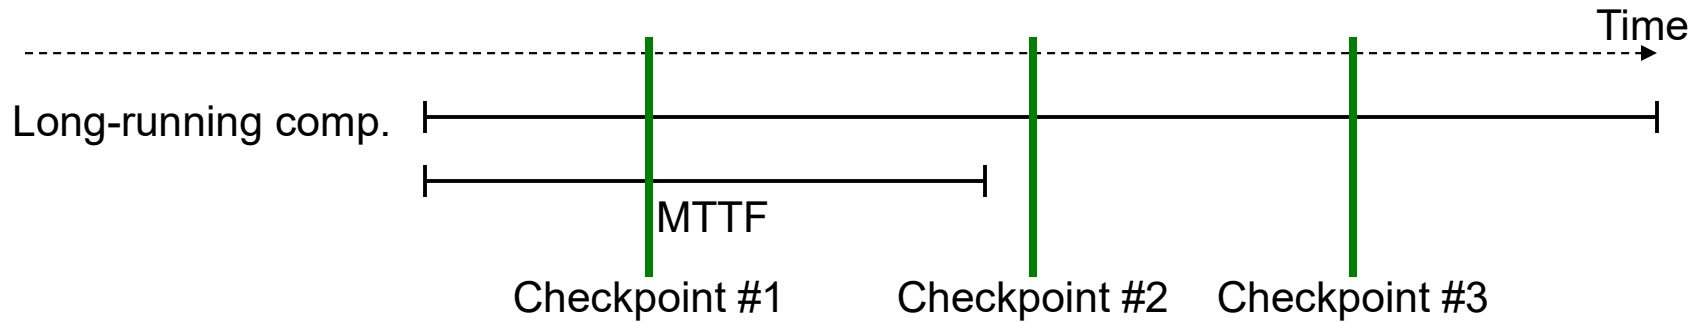 Time
Long-running comp.
MTTF
Checkpoint #1
Checkpoint #2
Checkpoint #3